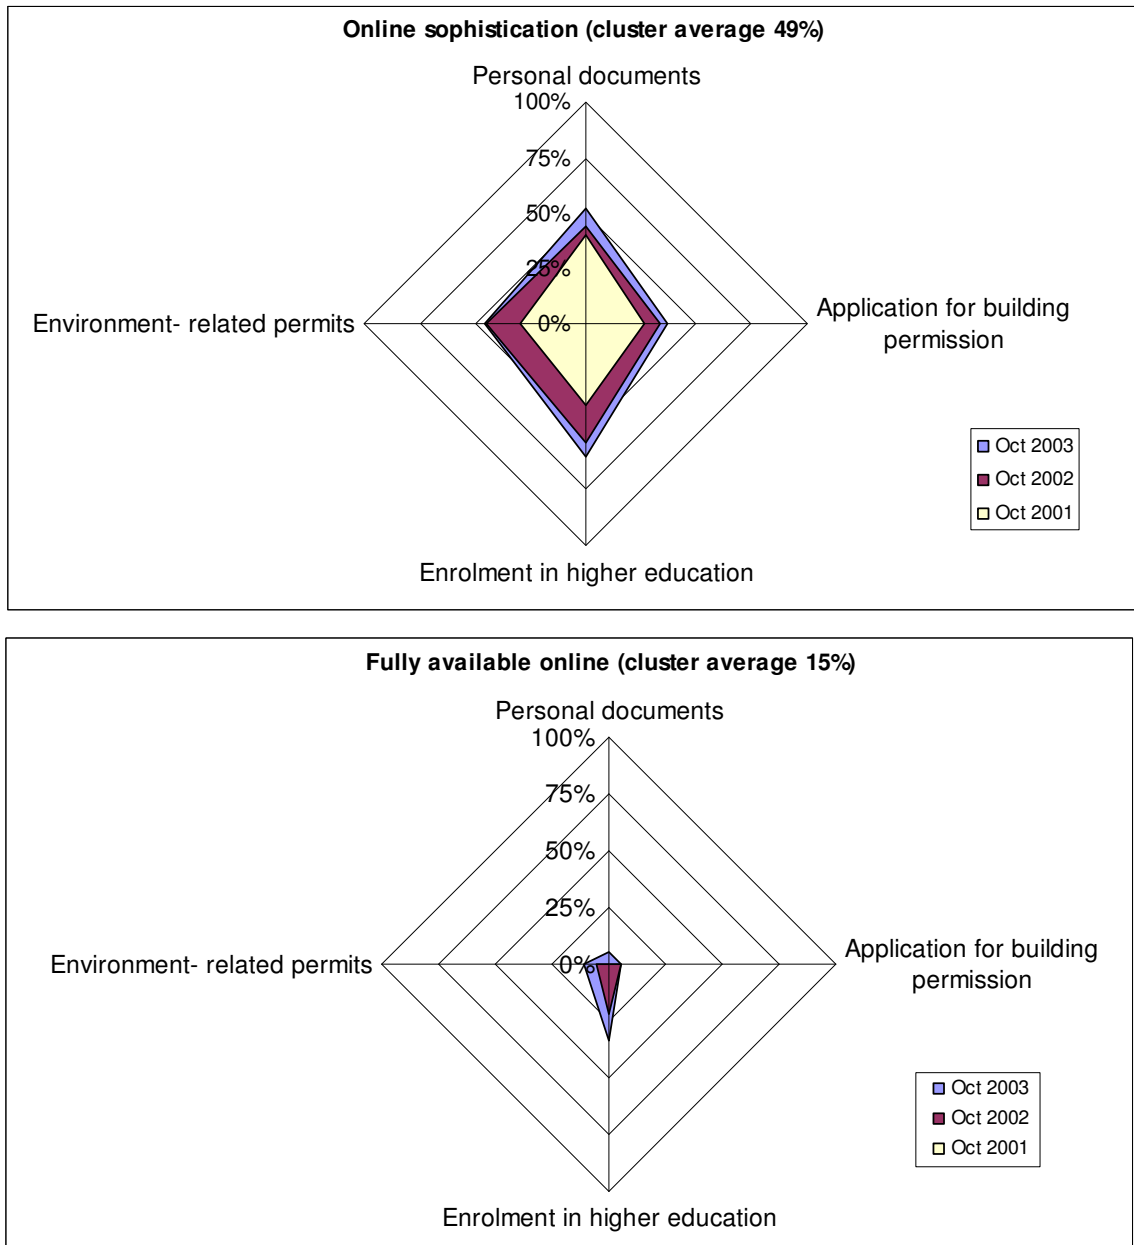 Online sophistication (cluster average 49%)
Personal documents
100%
75%
50%
25%
0%
Environment- related permits
Application for building
permission
Oct 2003
Oct 2002
Oct 2001
Enrolment in higher education
Fully available online (cluster average 15%)
Personal documents
100%
75%
50%
25%
0%
Environment- related permits
Application for building
permission
Oct 2003
Oct 2002
Oct 2001
Enrolment in higher education